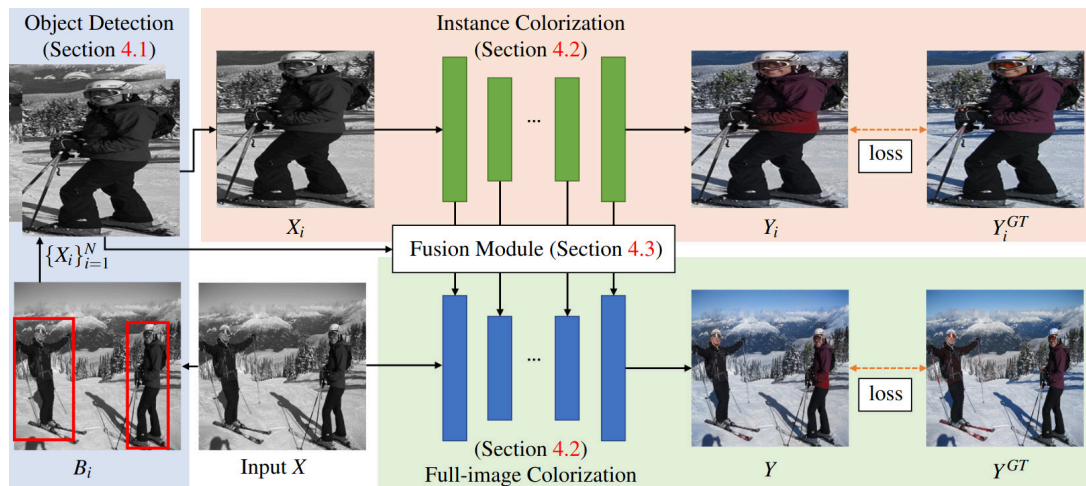 Object Detection
(Section 4.1)
Instance Colorization
(Section 4.2)
...
loss
X_i
Y_i
Y_i^{GT}
Fusion Module (Section 4.3)
{X_i}_{i=1}^N
...
loss
(Section 4.2)
Full-image Colorization
B_i
Input X
Y
Y^{GT}